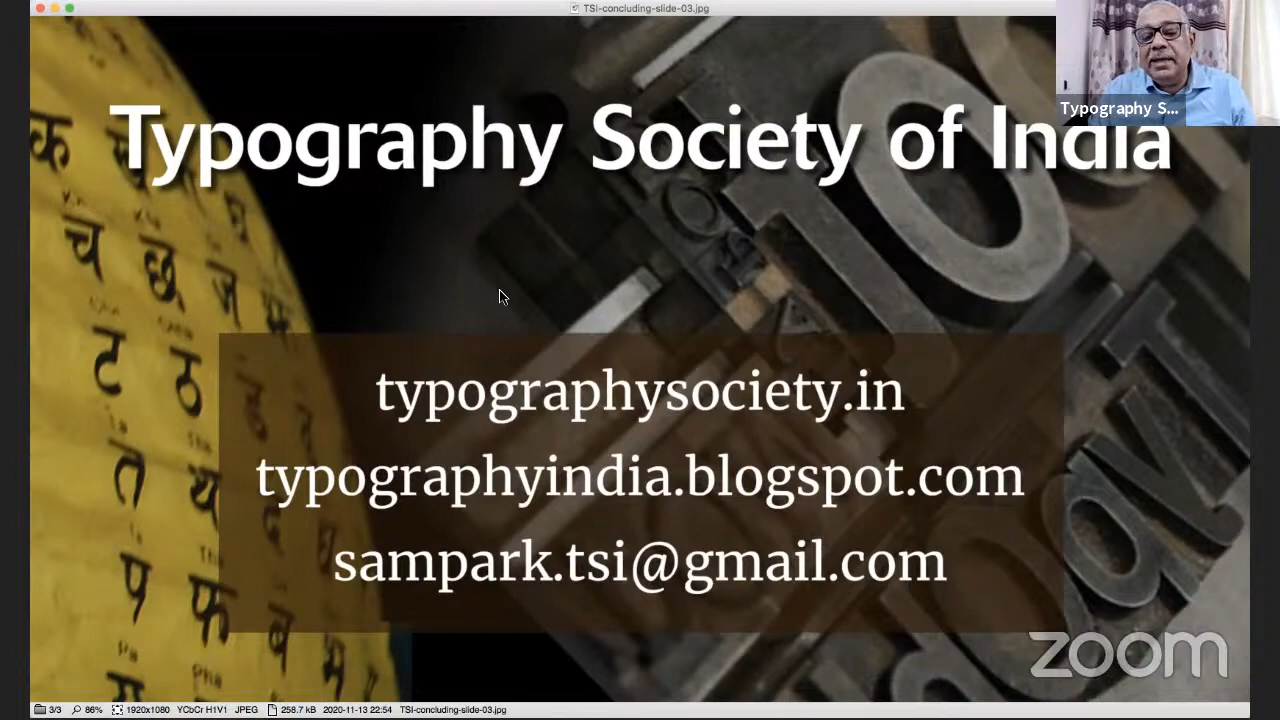 TSI-concluding-slide-03.jpg
Typography S...
Typography Society of India
typographysociety.in
typographyindia.blogspot.com
sampark.tsi@gmail.com
क
च छ ज
ट ठ
त थ
प फ ब
Pha
zoom
3/3 86% 1920x1080 YCbCr H1V1 JPEG 258.7 kB 2020-11-13 22:54 TSI-concluding-slide-03.jpg